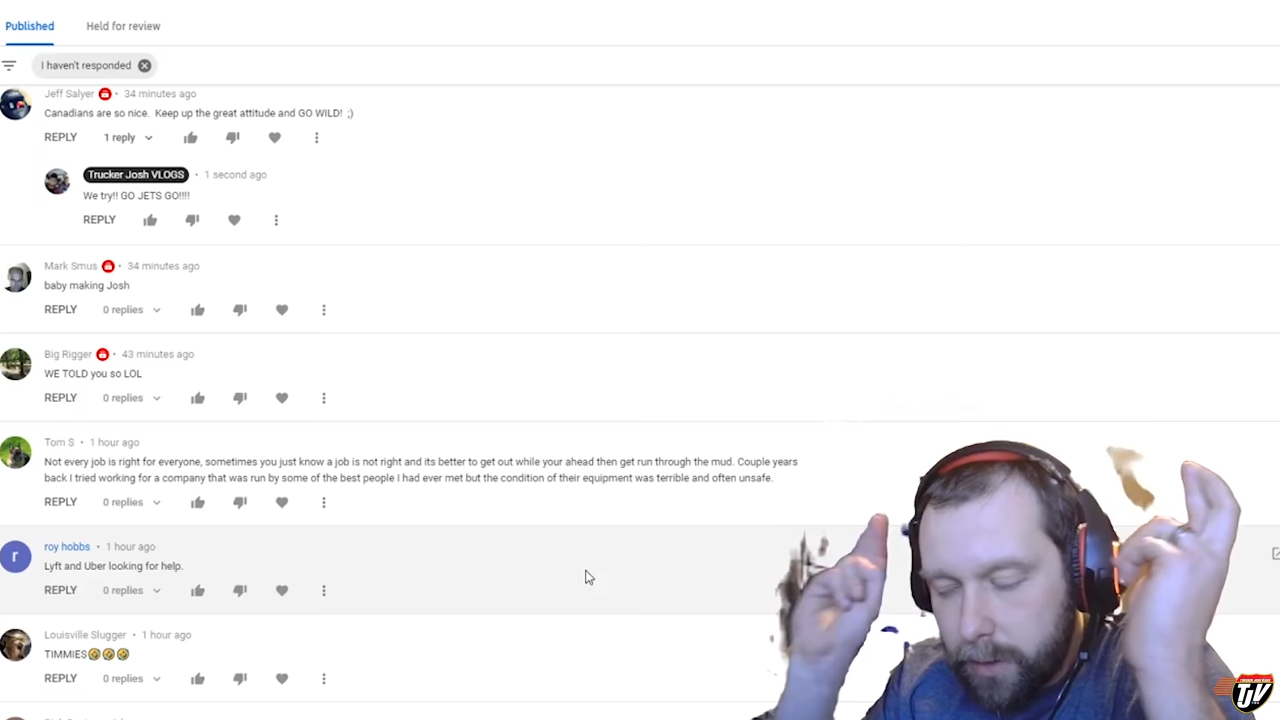 Published
Held for review
I haven't responded
Jeff Salyer • 34 minutes ago
Canadians are so nice. Keep up the great attitude and GO WILD! ;)
REPLY 1 reply
Trucker Josh VLOGS • 1 second ago
We try!! GO JETS GO!!!!
REPLY
Mark Smus • 34 minutes ago
baby making Josh
REPLY 0 replies
Big Rigger • 43 minutes ago
WE TOLD you so LOL
REPLY 0 replies
Tom S • 1 hour ago
Not every job is right for everyone, sometimes you just know a job is not right and its better to get out while your ahead then get run through the mud. Couple years
back I tried working for a company that was run by some of the best people I had ever met but the condition of their equipment was terrible and often unsafe.
REPLY 0 replies
r
roy hobbs • 1 hour ago
Lyft and Uber looking for help.
REPLY 0 replies
Louisville Slugger • 1 hour ago
TIMMIES🤣🤣🤣
REPLY 0 replies
TJV